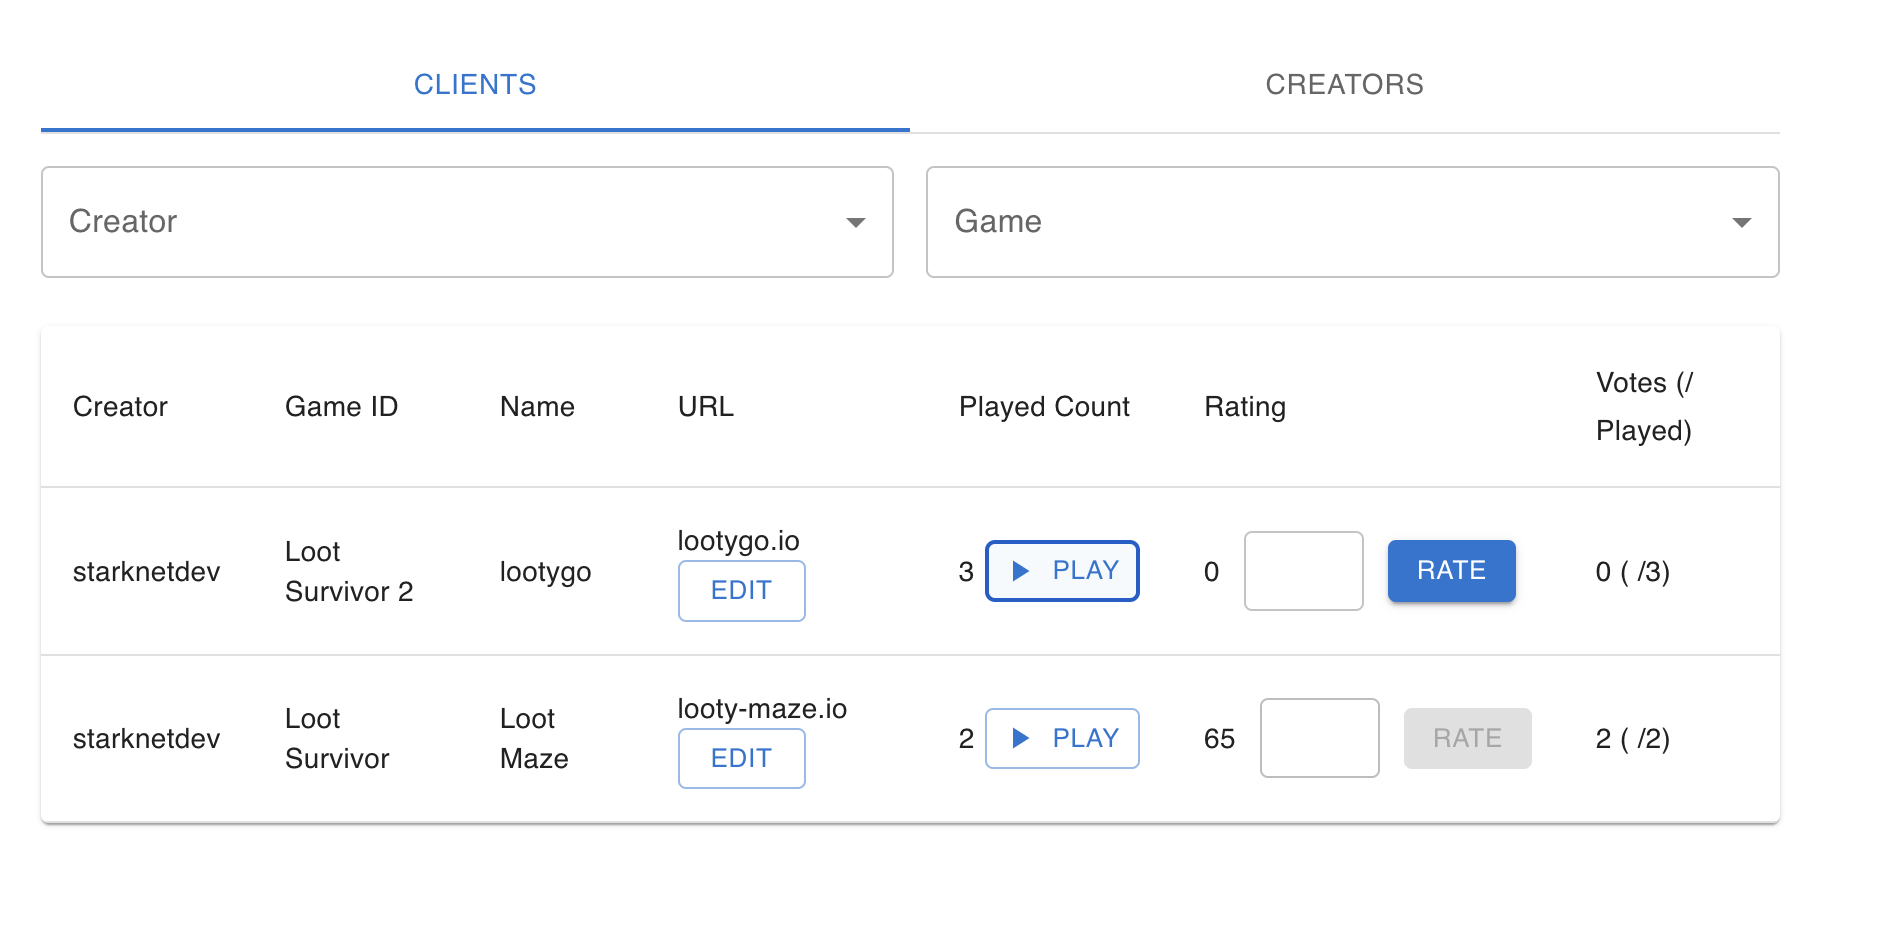 CLIENTS
CREATORS
Creator
Game
Creator
Game ID
Name
URL
Played Count
Rating
Votes (/
Played)
starknetdev
Loot
Survivor 2
lootygo
lootygo.io
EDIT
3
PLAY
0
RATE
0 ( /3)
starknetdev
Loot
Survivor
Loot
Maze
looty-maze.io
EDIT
2
PLAY
65
RATE
2 ( /2)